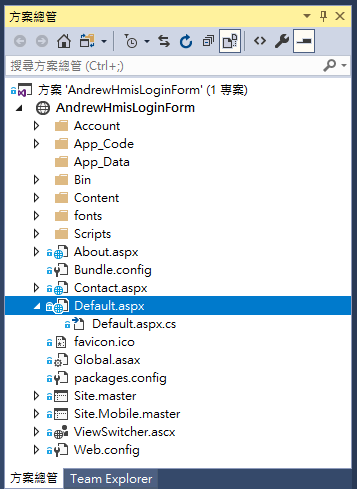 方案總管
搜尋方案總管 (Ctrl+;)
方案 'AndrewHmisLoginForm' (1 專案)
AndrewHmisLoginForm
Account
App_Code
App_Data
Bin
Content
fonts
Scripts
About.aspx
Bundle.config
Contact.aspx
Default.aspx
Default.aspx.cs
favicon.ico
Global.asax
packages.config
Site.master
Site.Mobile.master
ViewSwitcher.ascx
Web.config
方案總管 Team Explorer